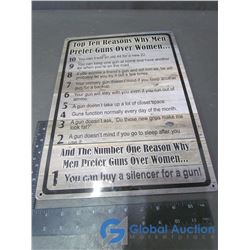 Top Ten Reasons Why Men
Prefer Guns Over Women...
10 You can trade an old 44 for a new 22.
9 You can keep one gun at home and have another
for when you're on the road.
8 If you admire a friend's gun and tell him so, he will
probably let you try it out a few times.
7 Your primary gun doesn't mind if you keep another
gun for a backup.
6 Your gun will stay with you even if you run out of
ammo.
5 A gun doesn't take up a lot of closet space.
4 Guns function normally every day of the month.
3 A gun doesn't ask, "Do these new grips make me
look fat?"
2 A gun doesn't mind if you go to sleep after you
use it.
And The Number One Reason Why
Men Prefer Guns Over Women...
1 You can buy a silencer for a gun!
Global Auction